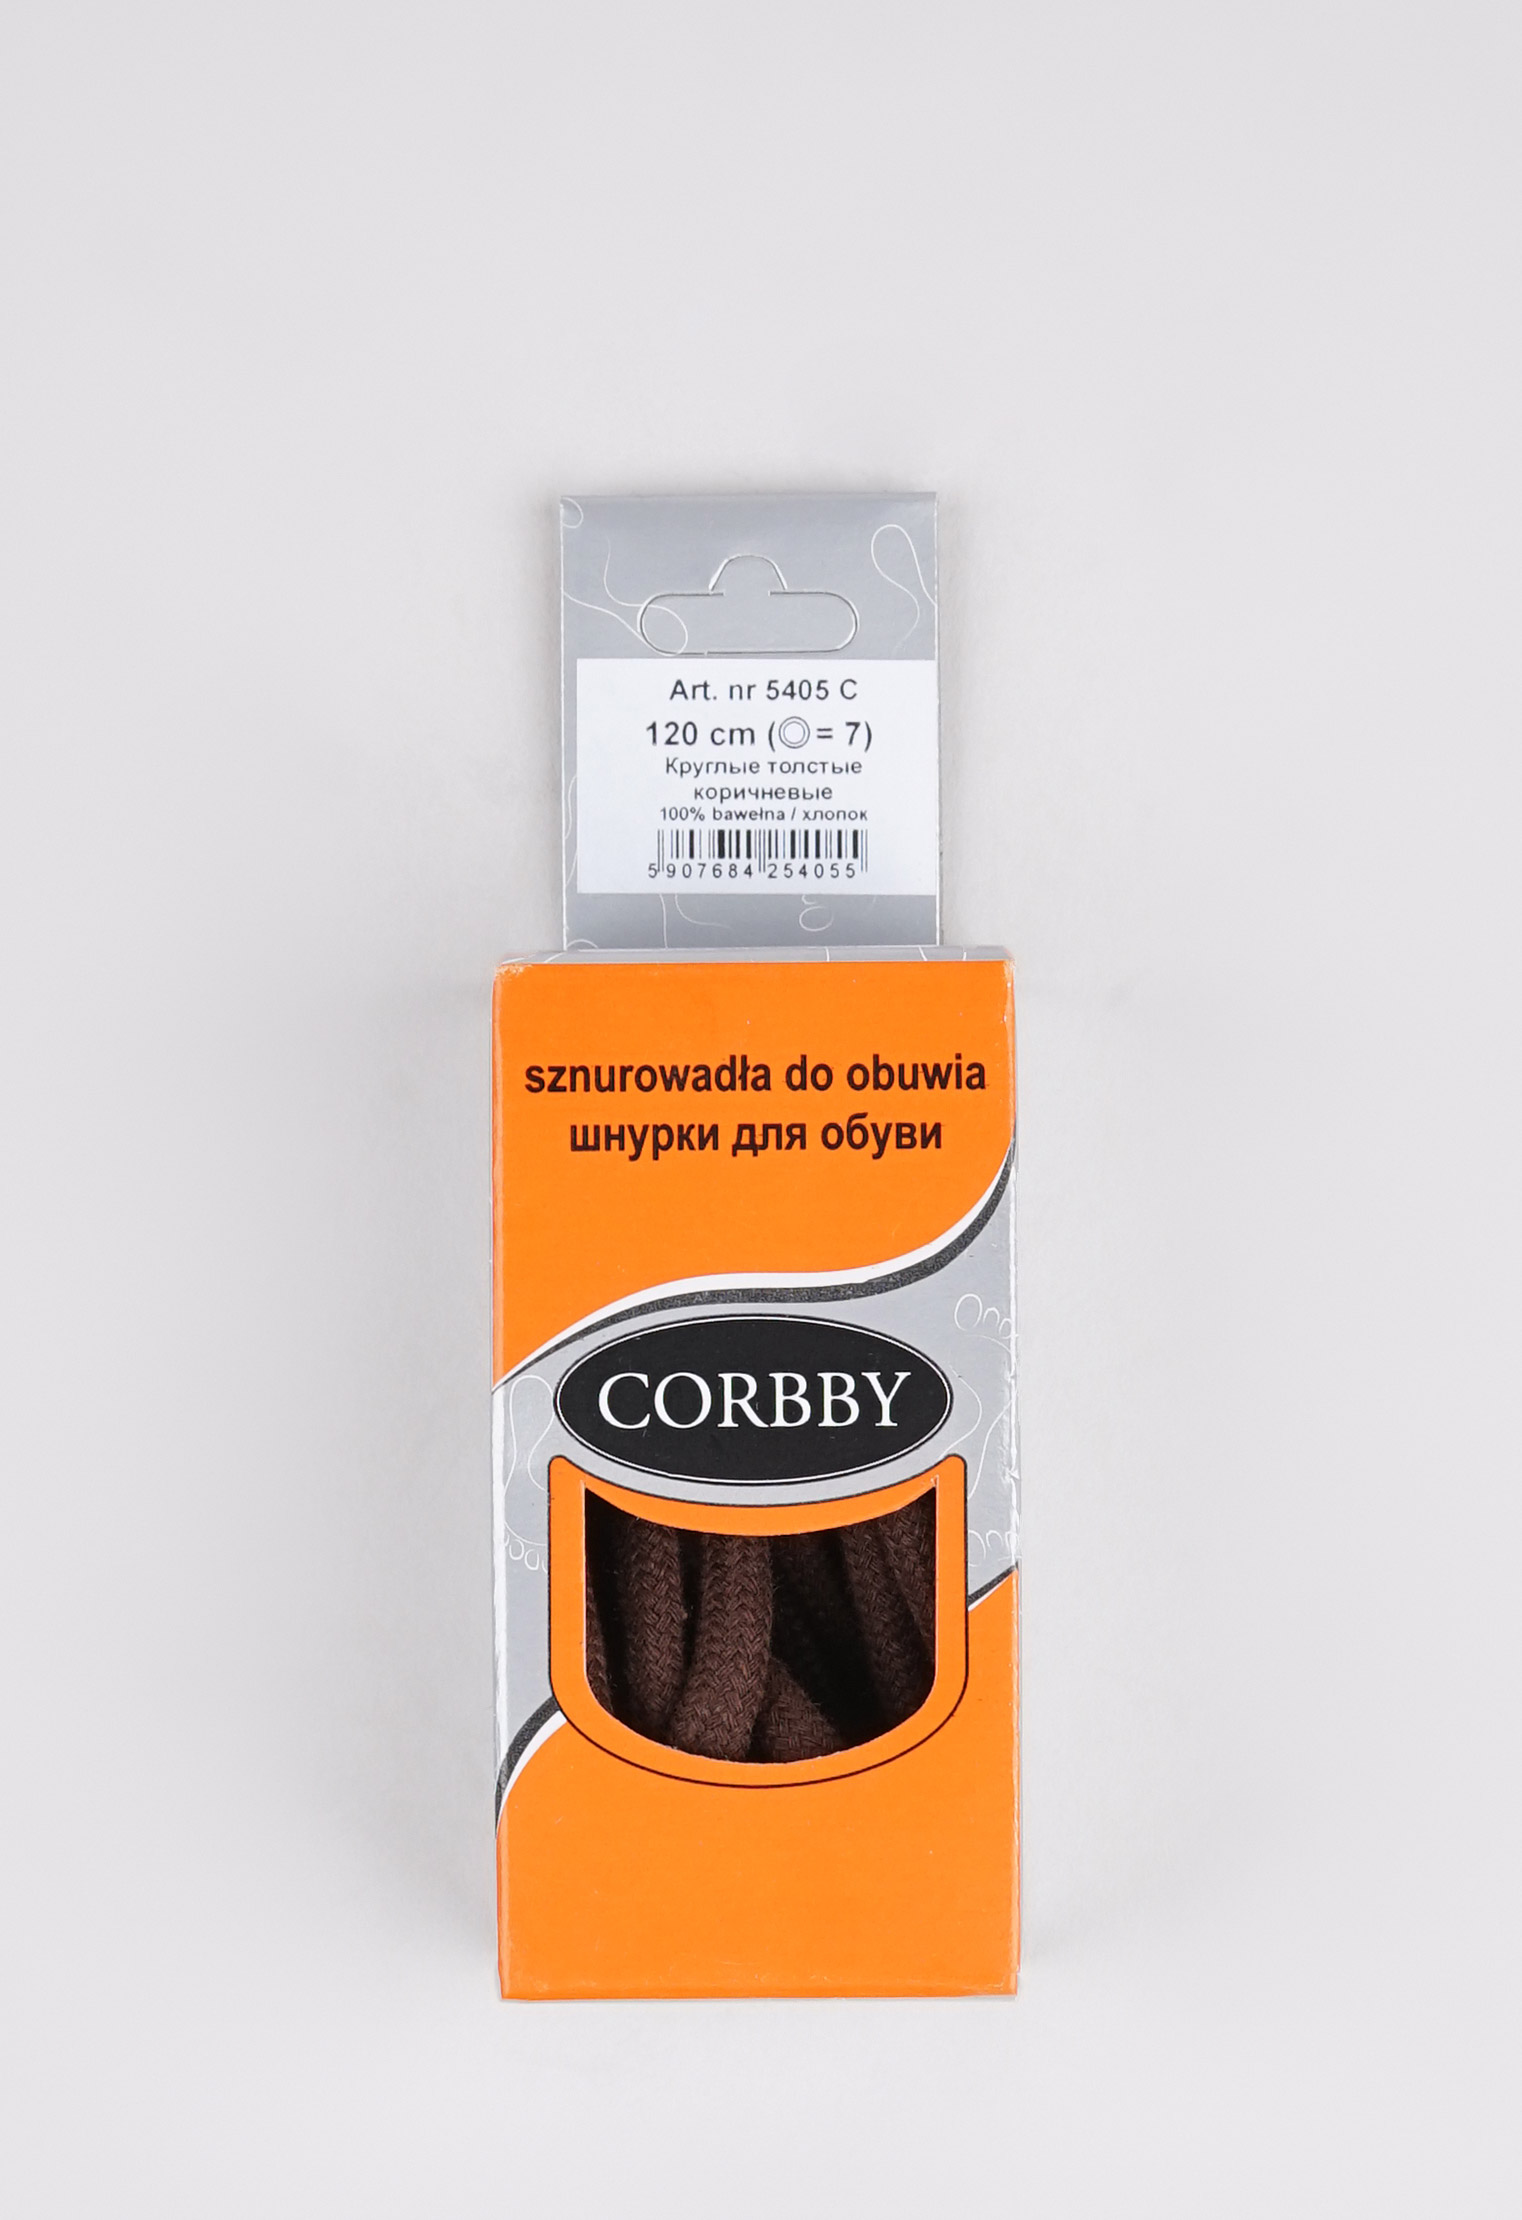 Art. nr 5405 C
120 cm (◎= 7)
Круглые толстые
коричневые
100% bawełna / хлопок
5 907684 254055
sznurowadła do obuwia
шнурки для обуви
CORBBY